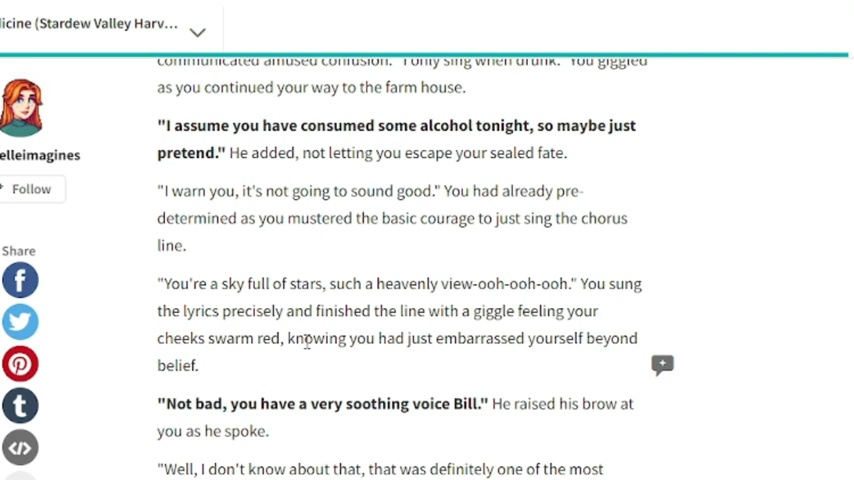 dicine (Stardew Valley Harv...
communicated amused confusion. "I only sing when drunk." You giggled
as you continued your way to the farm house.
"I assume you have consumed some alcohol tonight, so maybe just
pretend." He added, not letting you escape your sealed fate.
elleimagines
Follow
"I warn you, it's not going to sound good." You had already pre-
determined as you mustered the basic courage to just sing the chorus
line.
Share
"You're a sky full of stars, such a heavenly view-ooh-ooh-ooh." You sung
the lyrics precisely and finished the line with a giggle feeling your
cheeks swarm red, knowing you had just embarrassed yourself beyond
belief.
"Not bad, you have a very soothing voice Bill." He raised his brow at
you as he spoke.
"Well, I don't know about that, that was definitely one of the most